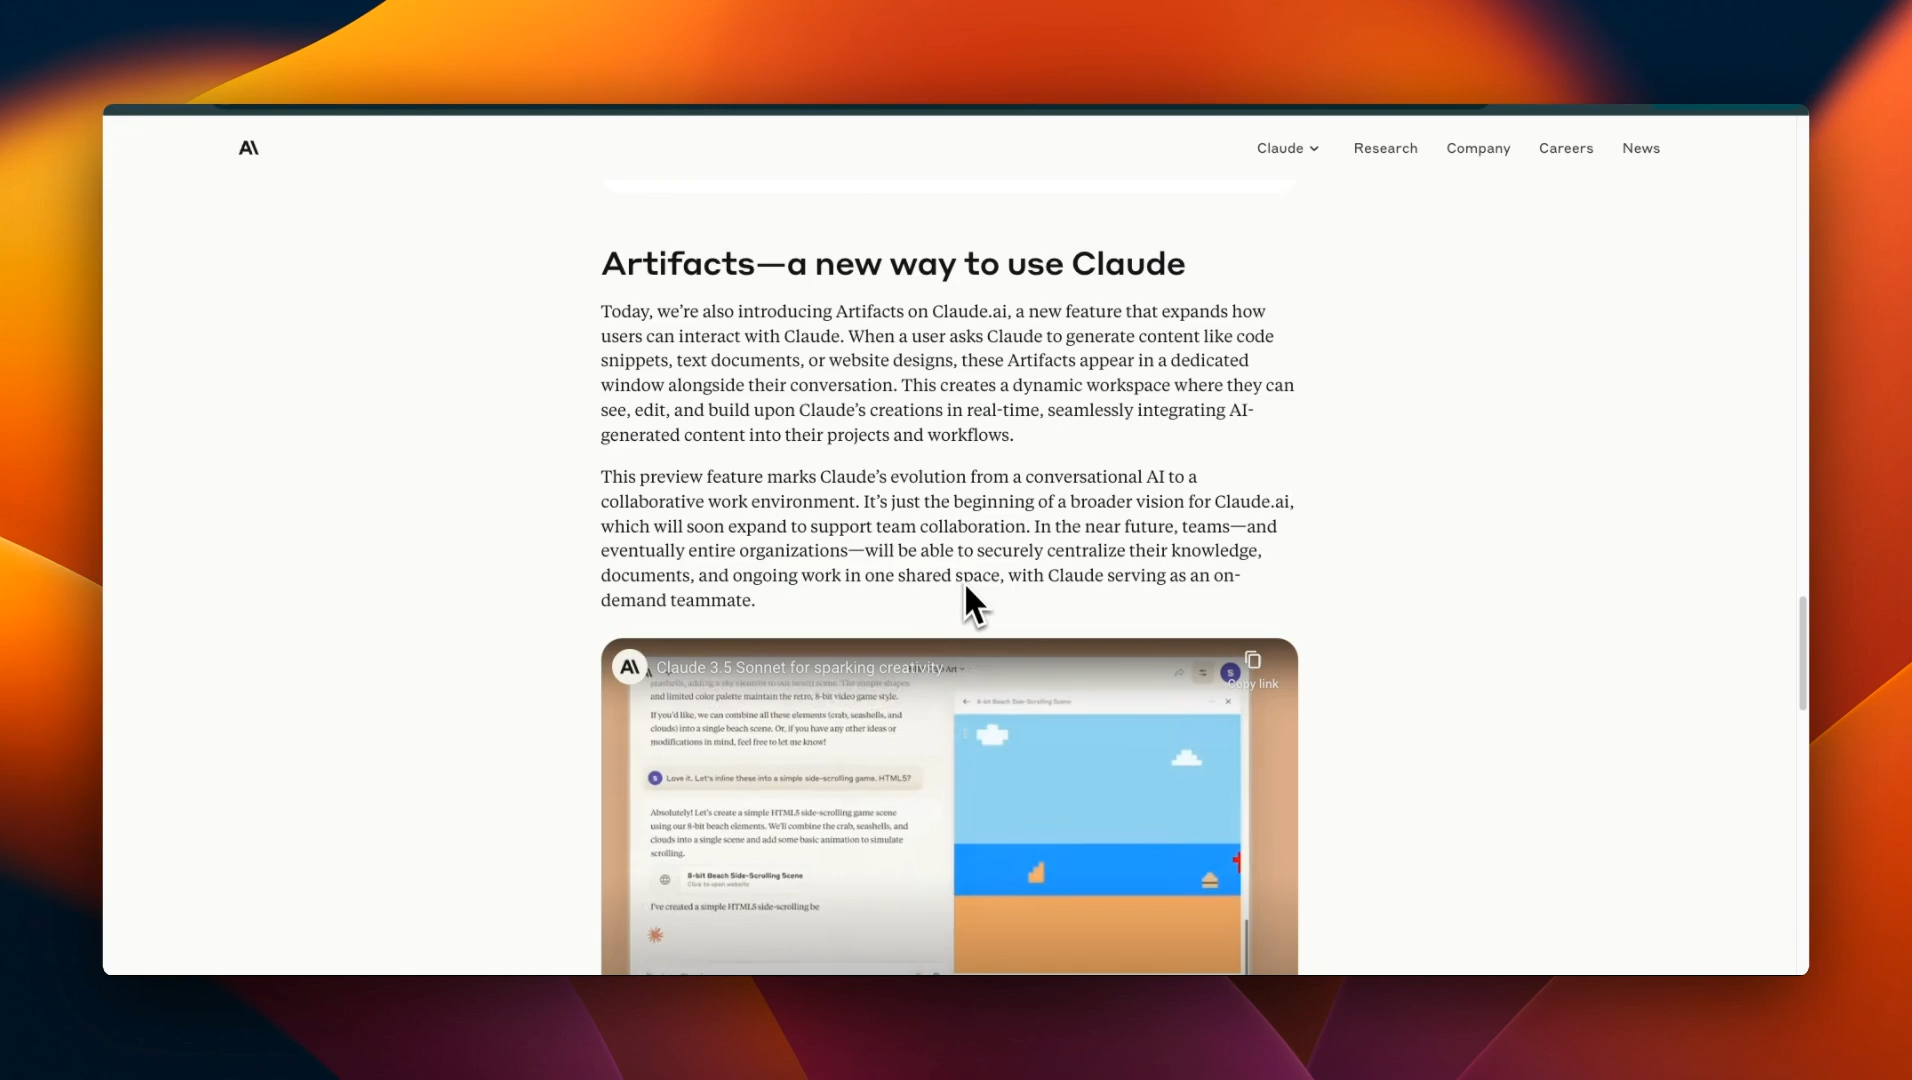 Claude
Research
Company
Careers
News
Artifacts—a new way to use Claude
Today, we’re also introducing Artifacts on Claude.ai, a new feature that expands how
users can interact with Claude. When a user asks Claude to generate content like code
snippets, text documents, or website designs, these Artifacts appear in a dedicated
window alongside their conversation. This creates a dynamic workspace where they can
see, edit, and build upon Claude’s creations in real-time, seamlessly integrating AI-
generated content into their projects and workflows.
This preview feature marks Claude’s evolution from a conversational AI to a
collaborative work environment. It’s just the beginning of a broader vision for Claude.ai,
which will soon expand to support team collaboration. In the near future, teams—and
eventually entire organizations—will be able to securely centralize their knowledge,
documents, and ongoing work in one shared space, with Claude serving as an on-
demand teammate.
Claude 3.5 Sonnet for sparking creativity
Copy link
S
and limited color palette maintain the retro, 8-bit video game style.
If you'd like, we can combine all these elements (crab, seashells, and
clouds) into a single beach scene. Or, if you have any other ideas or
modifications in mind, feel free to let me know!
S Love it. Let's inline these into a simple side-scrolling game. HTML5?
Absolutely! Let's create a simple HTML5 side-scrolling game scene
using our 8-bit beach elements. We'll combine the crab, seashells, and
clouds into a single scene and add some basic animation to simulate
scrolling.
8-bit Beach Side-Scrolling Scene
Click to open website
I've created a simple HTML5 side-scrolling be
8-bit Beach Side-Scrolling Scene